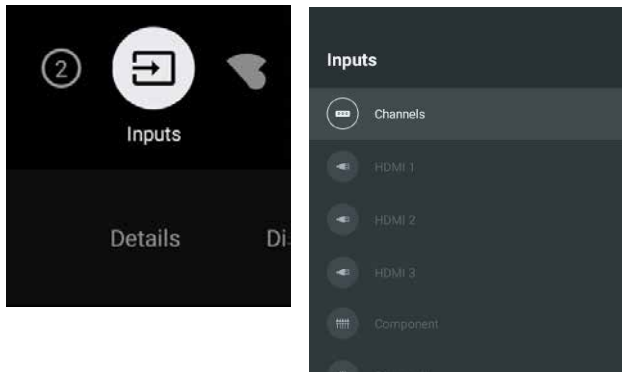 2
Inputs
Details
Di
Inputs
Channels
HDMI 1
HDMI 2
HDMI 3
Component